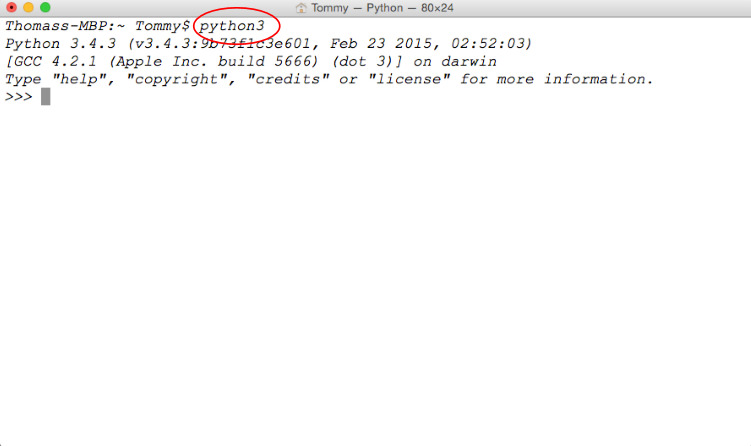 Tommy — Python — 80×24
Thomass-MBP:~ Tommy$ python3
Python 3.4.3 (v3.4.3:9b73f1c3e601, Feb 23 2015, 02:52:03)
[GCC 4.2.1 (Apple Inc. build 5666) (dot 3)] on darwin
Type "help", "copyright", "credits" or "license" for more information.
>>>